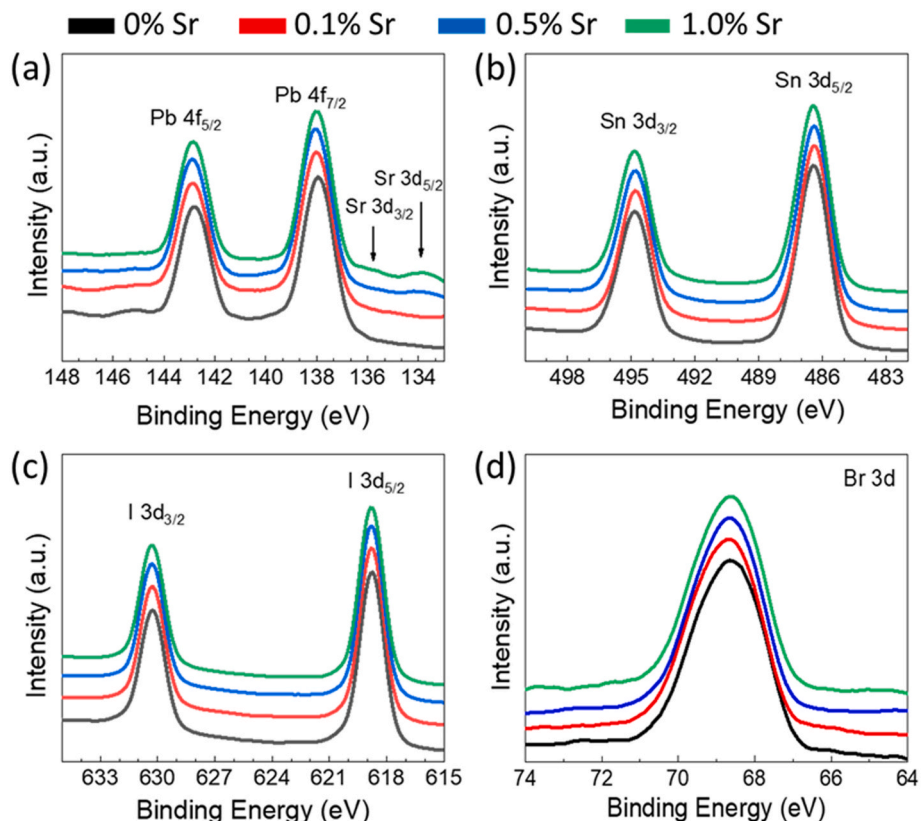 0% Sr 0.1% Sr 0.5% Sr 1.0% Sr
(a)
Pb 4f5/2
Pb 4f7/2
Sr 3d5/2
Sr 3d3/2
Intensity (a.u.)
148 146 144 142 140 138 136 134
Binding Energy (eV)
(b)
Sn 3d5/2
Sn 3d3/2
Intensity (a.u.)
498 495 492 489 486 482
Binding Energy (eV)
(c)
I 3d5/2
I 3d3/2
Intensity (a.u.)
633 630 627 624 621 618 615
Binding Energy (eV)
(d)
Br 3d
Intensity (a.u.)
74 72 70 68 66 64
Binding Energy (eV)